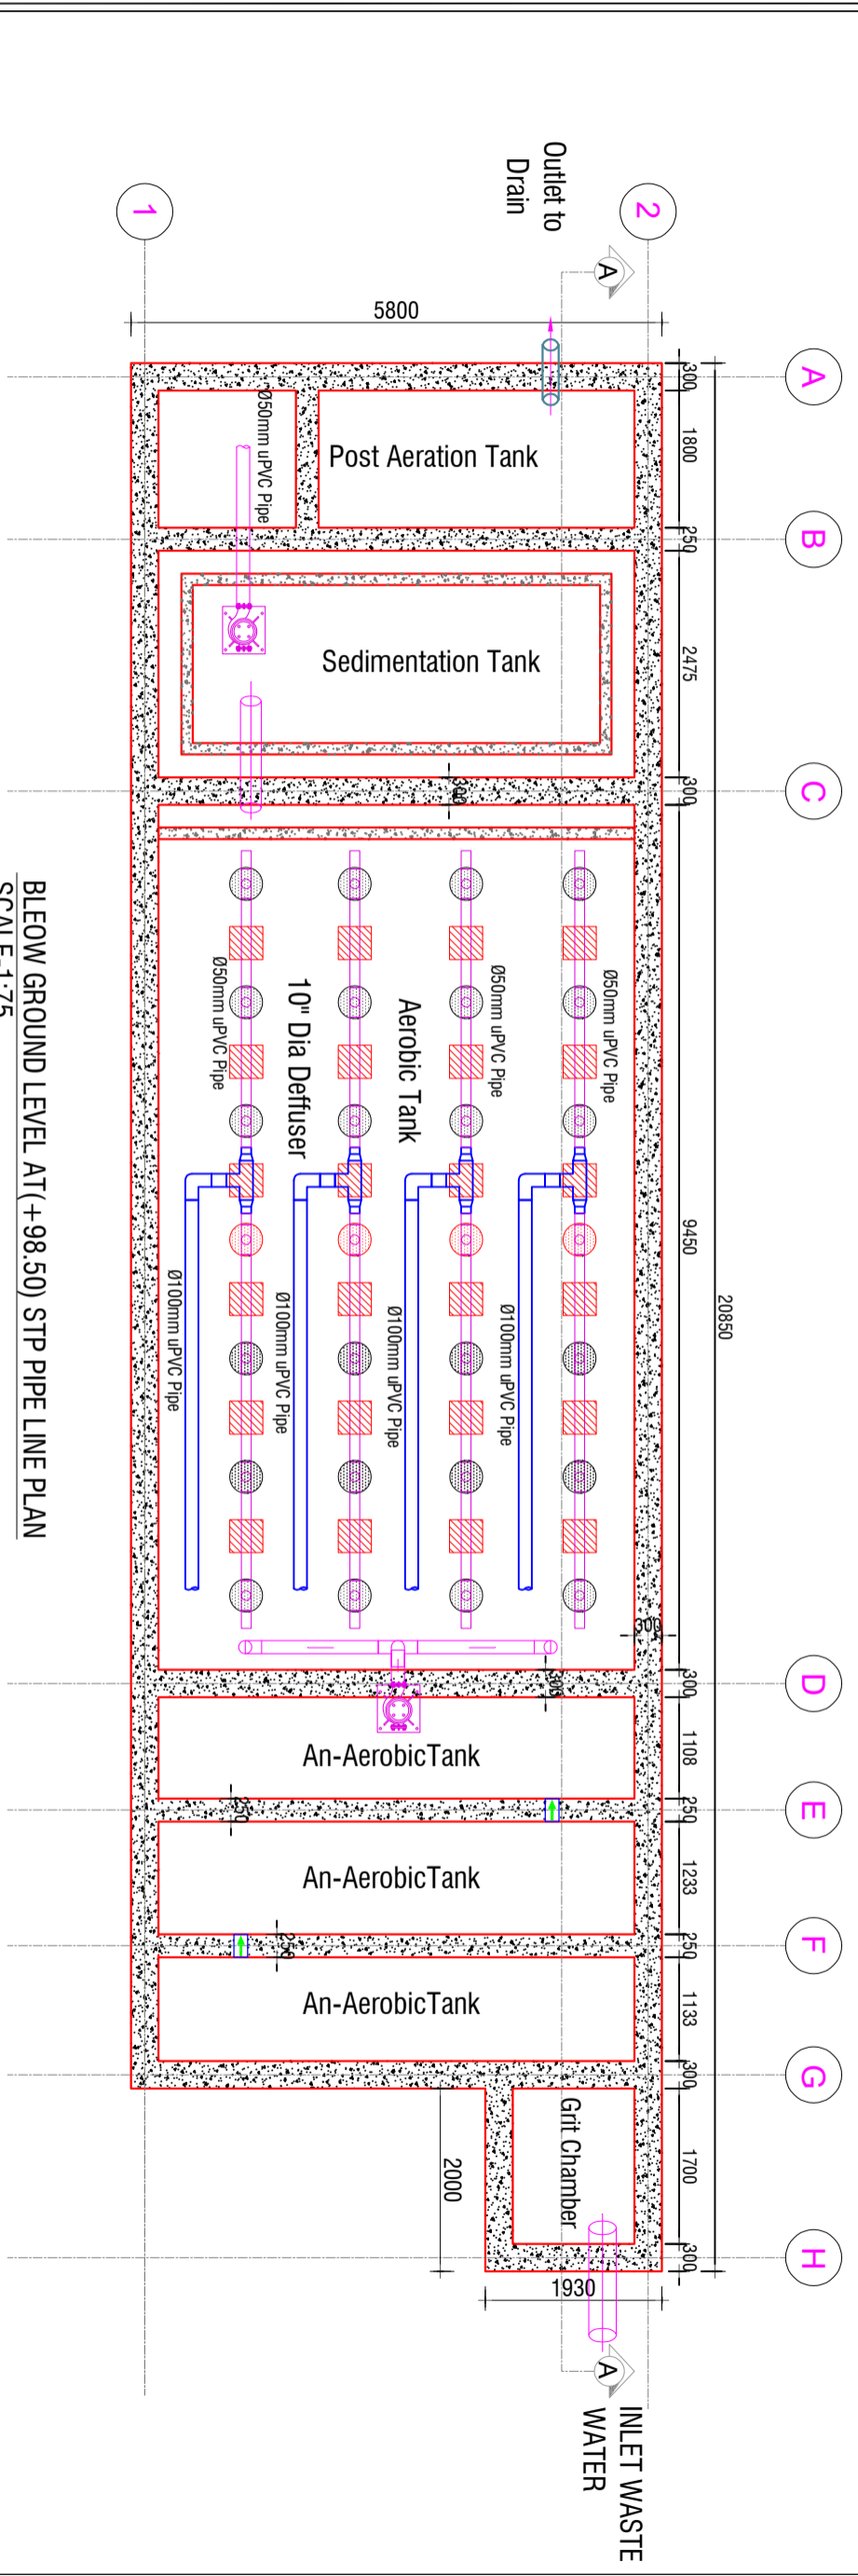 Outlet to
Drain
1
2
A
5800
A
B
C
D
E
F
G
H
300
1800
250
2475
300
9450
300
1108
250
1233
250
1133
300
1700
300
20850
Ø50mm uPVC Pipe
Post Aeration Tank
Sedimentation Tank
300
Ø50mm uPVC Pipe
Ø50mm uPVC Pipe
Ø50mm uPVC Pipe
Aerobic Tank
10" Dia Deffuser
Ø100mm uPVC Pipe
Ø100mm uPVC Pipe
Ø100mm uPVC Pipe
Ø100mm uPVC Pipe
300
300
An-AerobicTank
250
An-AerobicTank
250
An-AerobicTank
Grit Chamber
2000
1930
A
INLET WASTE
WATER
BLEOW GROUND LEVEL AT(+98.50) STP PIPE LINE PLAN
SCALE-1:75